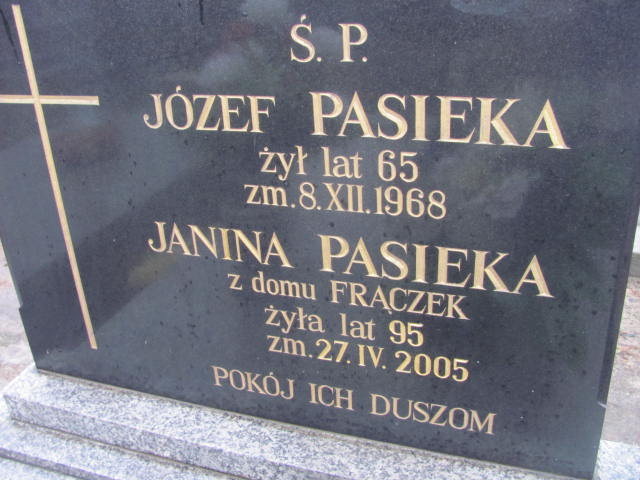 Ś. P.
JÓZEF PASIEKA
żył lat 65
zm. 8.XII.1968
JANINA PASIEKA
z domu FRĄCZEK
żyła lat 95
zm. 27.IV. 2005
POKÓJ ICH DUSZOM